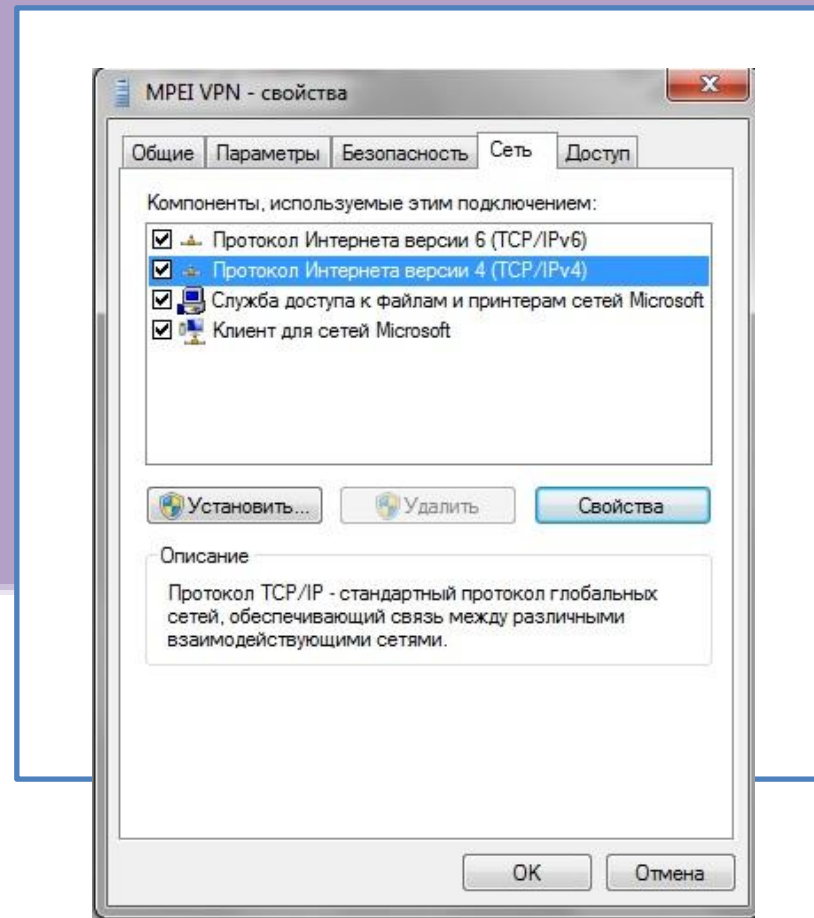 MPEI VPN - свойства
Общие Параметры Безопасность Сеть Доступ
Компоненты, используемые этим подключением:
Протокол Интернета версии 6 (TCP/IPv6)
Протокол Интернета версии 4 (TCP/IPv4)
Служба доступа к файлам и принтерам сетей Microsoft
Клиент для сетей Microsoft
Установить... Удалить Свойства
Описание
Протокол TCP/IP - стандартный протокол глобальных
сетей, обеспечивающий связь между различными
взаимодействующими сетями.
ОК Отмена